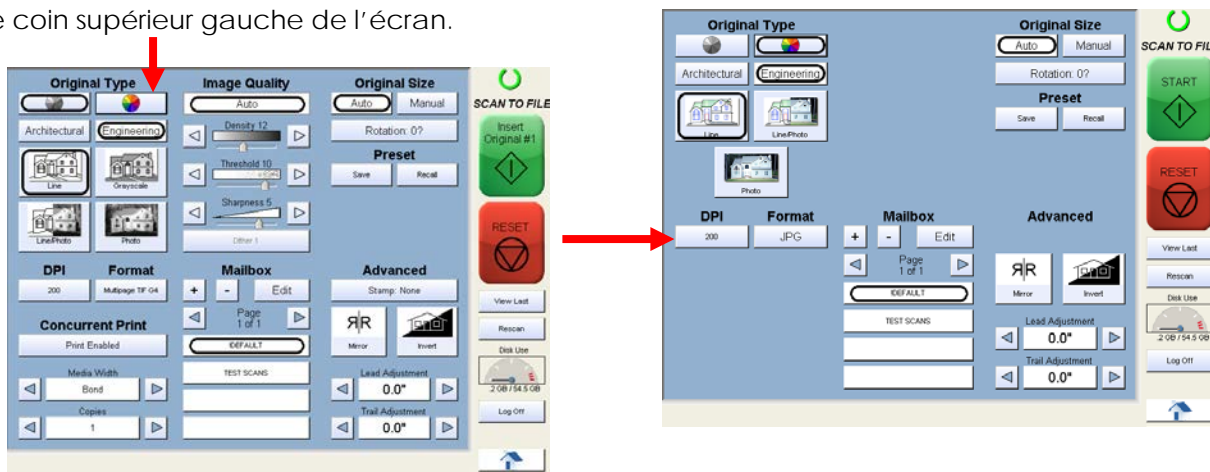 e coin supérieur gauche de l'écran.
Original Type
Image Quality
Original Size
Auto
Auto
Manual
Architectural
Engineering
Density 12
Rotation: 0?
Threshold 10
Preset
Save
Recall
Line
Grayscale
Sharpness 5
Line/Photo
Photo
Dither 1
DPI
Format
Mailbox
Advanced
200
Multipage TIF G4
+
-
Edit
Stamp: None
Concurrent Print
Page
1 of 1
RR
Print Enabled
DEFAULT
Mirror
Invert
Media Width
TEST SCANS
Lead Adjustment
Bond
0.0"
Copies
Trail Adjustment
1
0.0"
SCAN TO FILE
Insert
Original #1
RESET
View Last
Rescan
Disk Use
.2 GB / 54.5 GB
Log Off
Original Type
Original Size
Auto
Manual
Architectural
Engineering
Rotation: 0?
Preset
Save
Recall
Line
Line/Photo
Photo
DPI
Format
Mailbox
Advanced
200
JPG
+
-
Edit
Page
1 of 1
RR
DEFAULT
Mirror
Invert
TEST SCANS
Lead Adjustment
0.0"
Trail Adjustment
0.0"
SCAN TO FIL
START
RESET
View Last
Rescan
Disk Use
.2 GB / 54.5 GB
Log Off